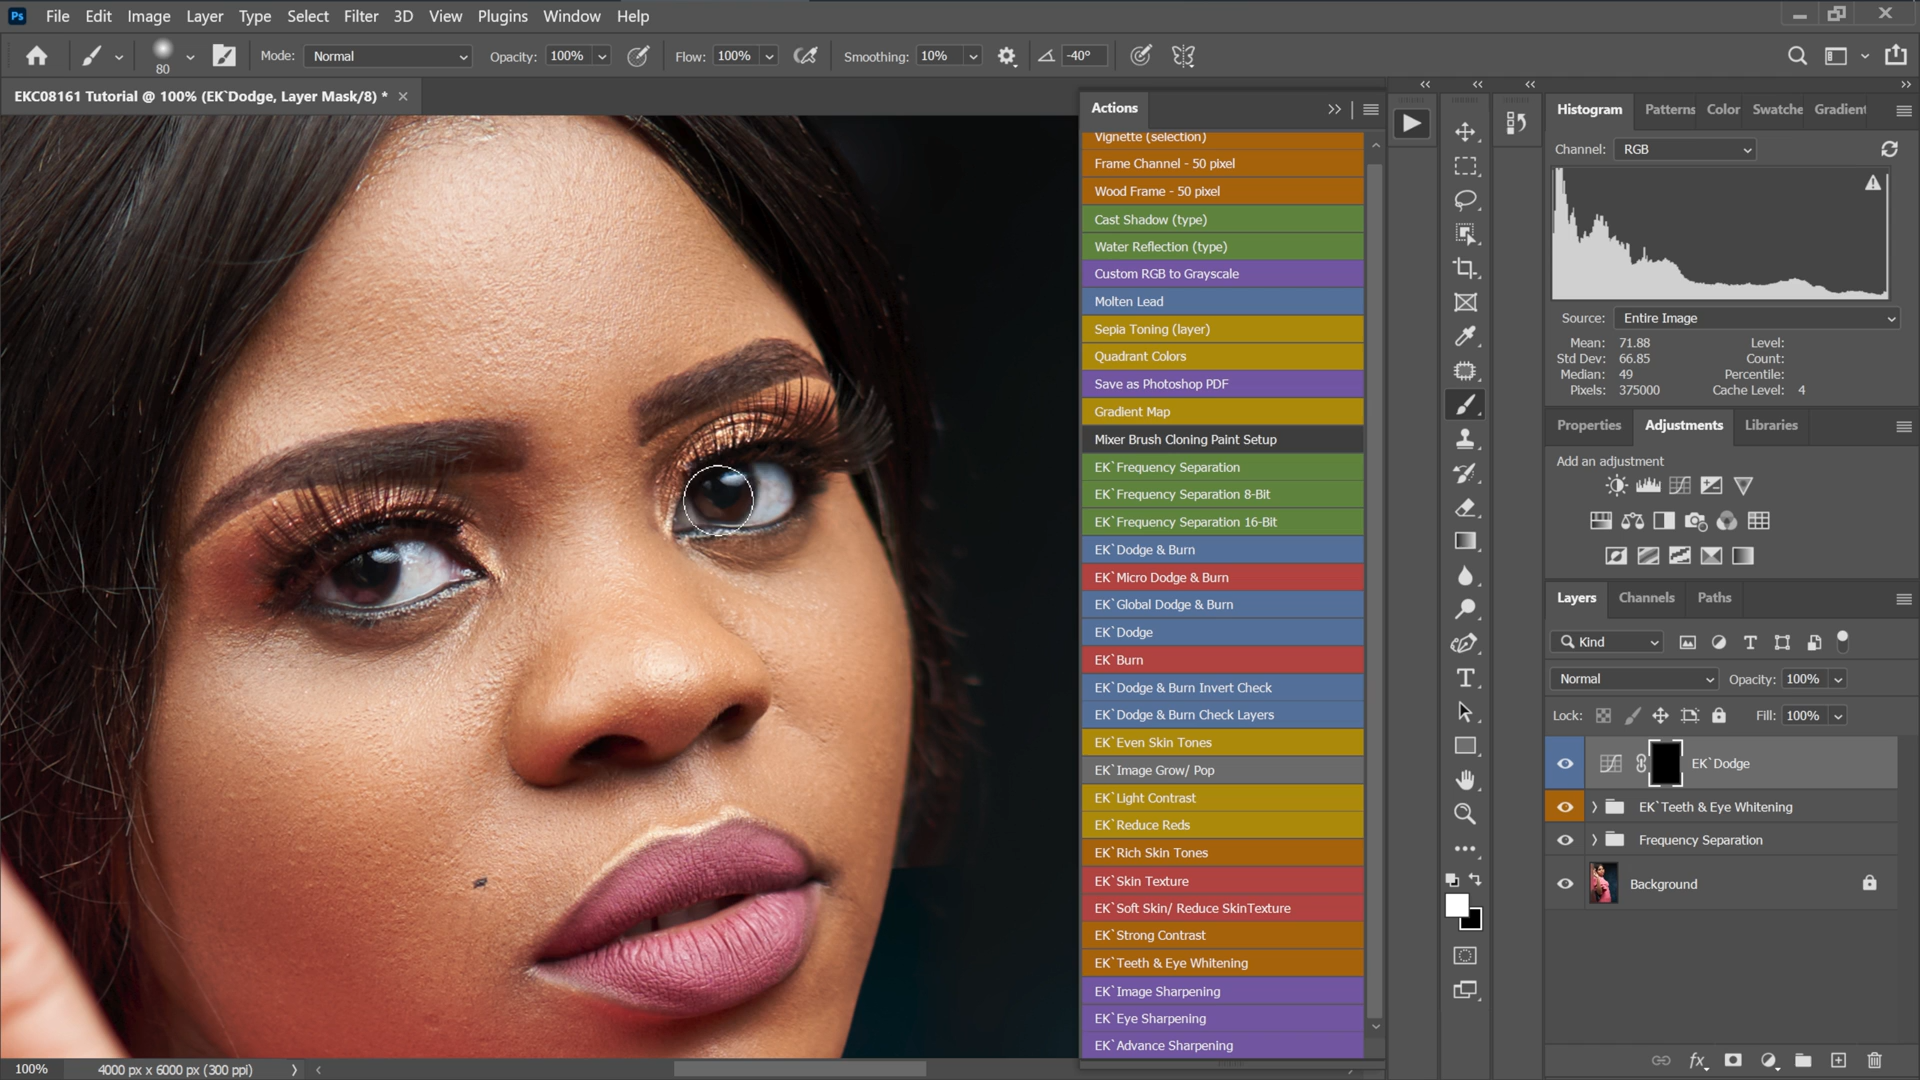 Ps File Edit Image Layer Type Select Filter 3D View Plugins Window Help
80 Mode: Normal Opacity: 100% Flow: 100% Smoothing: 10% -40°
EKC08161 Tutorial @ 100% (EK`Dodge, Layer Mask/8) *
Actions
Vignette (selection)
Frame Channel - 50 pixel
Wood Frame - 50 pixel
Cast Shadow (type)
Water Reflection (type)
Custom RGB to Grayscale
Molten Lead
Sepia Toning (layer)
Quadrant Colors
Save as Photoshop PDF
Gradient Map
Mixer Brush Cloning Paint Setup
EK`Frequency Separation
EK`Frequency Separation 8-Bit
EK`Frequency Separation 16-Bit
EK`Dodge & Burn
EK`Micro Dodge & Burn
EK`Global Dodge & Burn
EK`Dodge
EK`Burn
EK`Dodge & Burn Invert Check
EK`Dodge & Burn Check Layers
EK`Even Skin Tones
EK`Image Grow/ Pop
EK`Light Contrast
EK`Reduce Reds
EK`Rich Skin Tones
EK`Skin Texture
EK`Soft Skin/ Reduce SkinTexture
EK`Strong Contrast
EK`Teeth & Eye Whitening
EK`Image Sharpening
EK`Eye Sharpening
EK`Advance Sharpening
Histogram Patterns Color Swatche Gradient
Channel: RGB
Source: Entire Image
Mean: 71.88 Level:
Std Dev: 66.85 Count:
Median: 49 Percentile:
Pixels: 375000 Cache Level: 4
Properties Adjustments Libraries
Add an adjustment
Layers Channels Paths
Kind
Normal Opacity: 100%
Lock: Fill: 100%
EK`Dodge
EK`Teeth & Eye Whitening
Frequency Separation
Background
100% 4000 px x 6000 px (300 ppi)